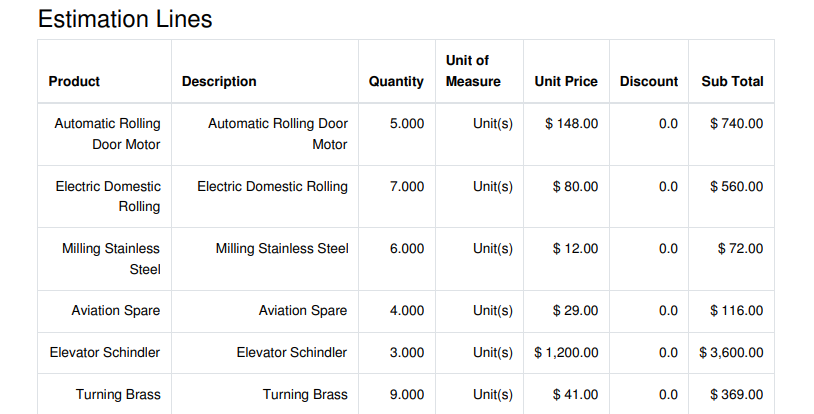 Estimation Lines
Product Description Quantity Unit of Measure Unit Price Discount Sub Total
Automatic Rolling Door Motor Automatic Rolling Door Motor 5.000 Unit(s) $ 148.00 0.0 $ 740.00
Electric Domestic Rolling Electric Domestic Rolling 7.000 Unit(s) $ 80.00 0.0 $ 560.00
Milling Stainless Steel Milling Stainless Steel 6.000 Unit(s) $ 12.00 0.0 $ 72.00
Aviation Spare Aviation Spare 4.000 Unit(s) $ 29.00 0.0 $ 116.00
Elevator Schindler Elevator Schindler 3.000 Unit(s) $ 1,200.00 0.0 $ 3,600.00
Turning Brass Turning Brass 9.000 Unit(s) $ 41.00 0.0 $ 369.00